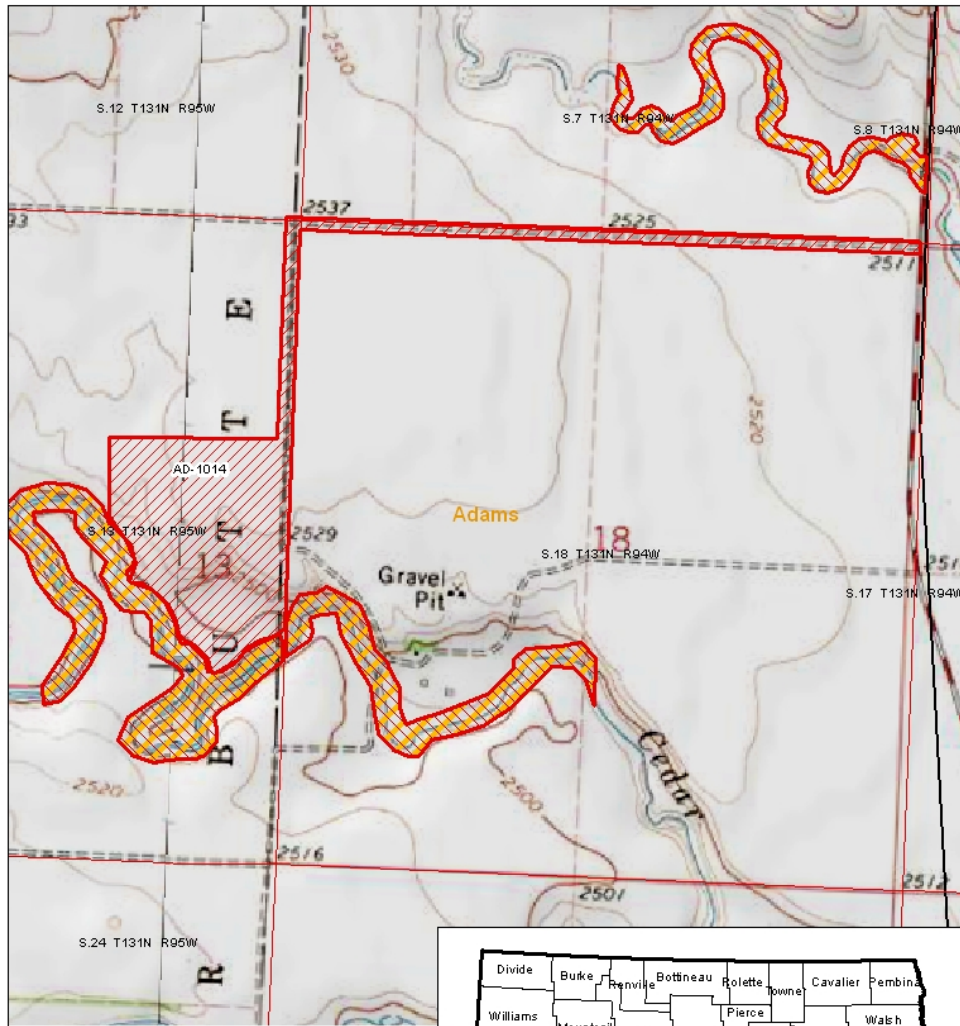 2530
S.12 T131N R95W
S.7 T131N R94W
S.8 T131N R94W
2537
2525
33
2511
E
T
2520
AD-1014
Adams
S.13 T131N R95W
T
2529
18
S.18 T131N R94W
251
13
Gravel
Pit
S.17 T131N R94W
U
B
Cedar
2520
2500
2516
2501
2512
S.24 T131N R95W
R
Divide
Burke
Renville
Bottineau
Rolette
Towner
Cavalier
Pembina
Pierce
Williams
Walsh